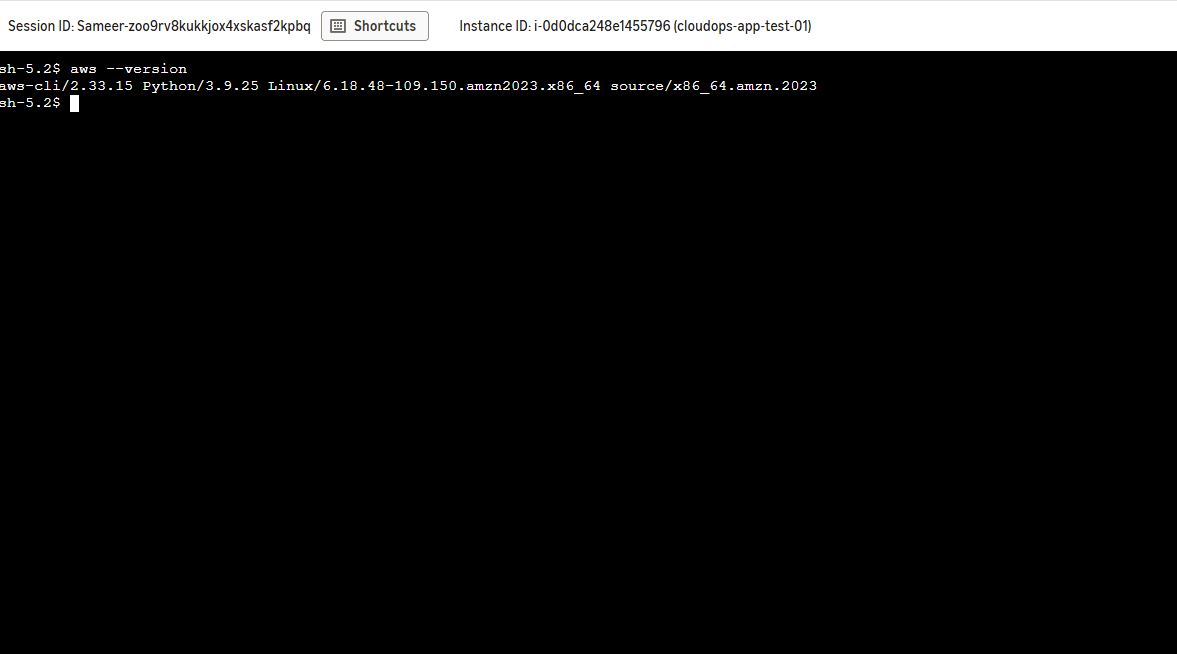 Session ID: Sameer-zoo9rv8kukkjox4xskasf2kpbq Shortcuts Instance ID: i-0d0dca248e1455796 (cloudops-app-test-01)
sh-5.2$ aws --version
aws-cli/2.33.15 Python/3.9.25 Linux/6.18.48-109.150.amzn2023.x86_64 source/x86_64.amzn.2023
sh-5.2$